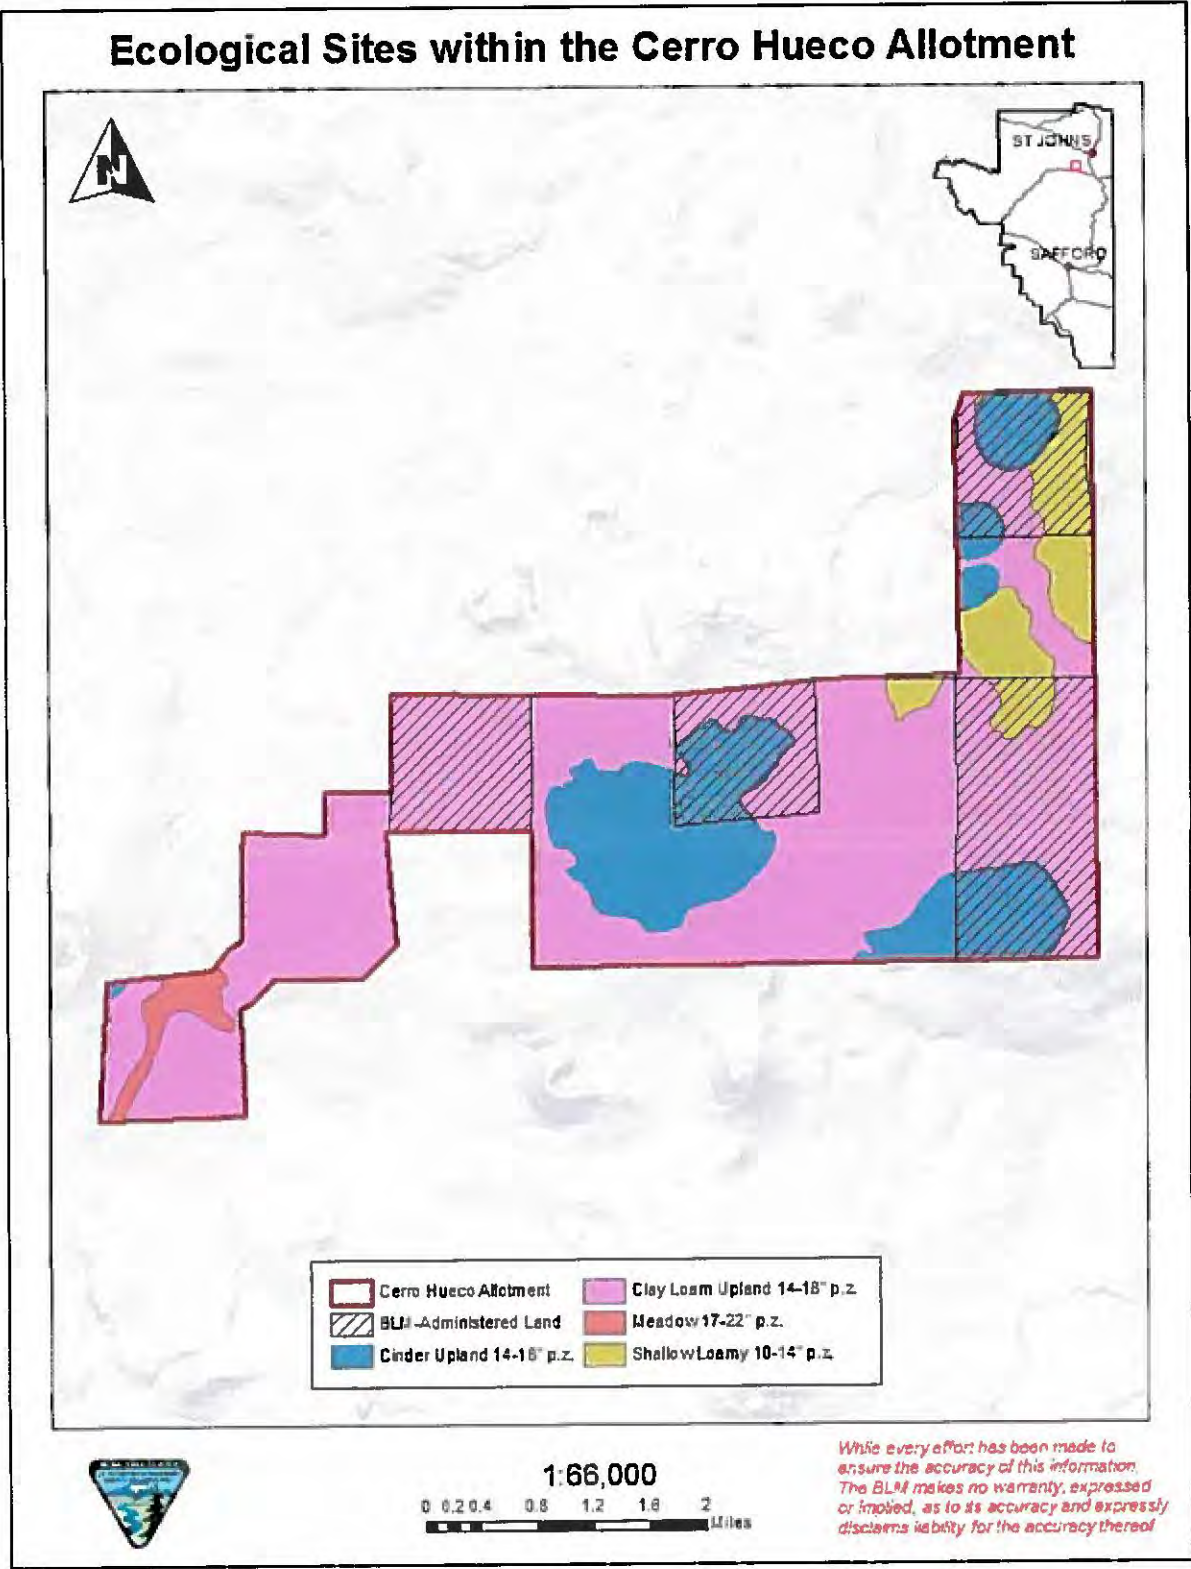 Ecological Sites within the Cerro Hueco Allotment
N
ST JOHNS
SAFFORD
Cerro Hueco Allotment
BLM-Administered Land
Cinder Upland 14-18" p.z.
Clay Loam Upland 14-18" p.z.
Meadow 17-22" p.z.
Shallow Loamy 10-14" p.z.
1:66,000
0 0.2 0.4 0.8 1.2 1.6 2
Miles
While every effort has been made to
ensure the accuracy of this information,
The BLM makes no warranty, expressed
or implied, as to its accuracy and expressly
disclaims liability for the accuracy thereof